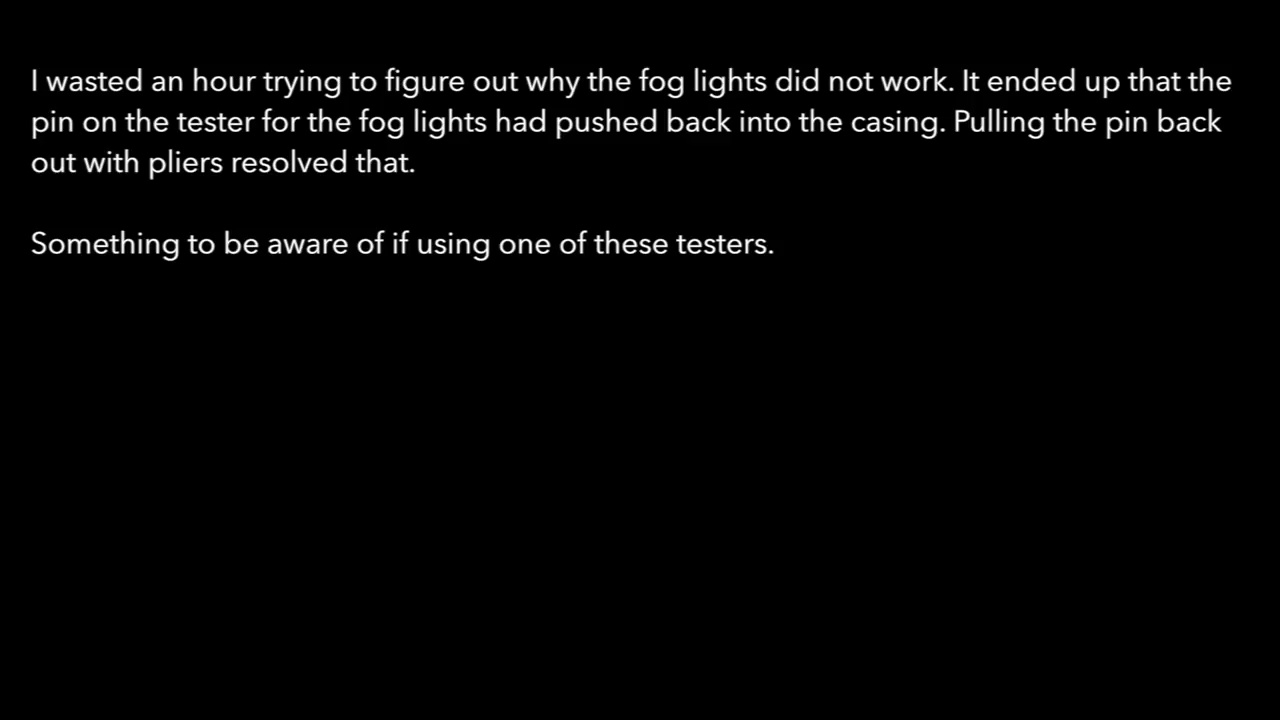 I wasted an hour trying to figure out why the fog lights did not work. It ended up that the
pin on the tester for the fog lights had pushed back into the casing. Pulling the pin back
out with pliers resolved that.
Something to be aware of if using one of these testers.